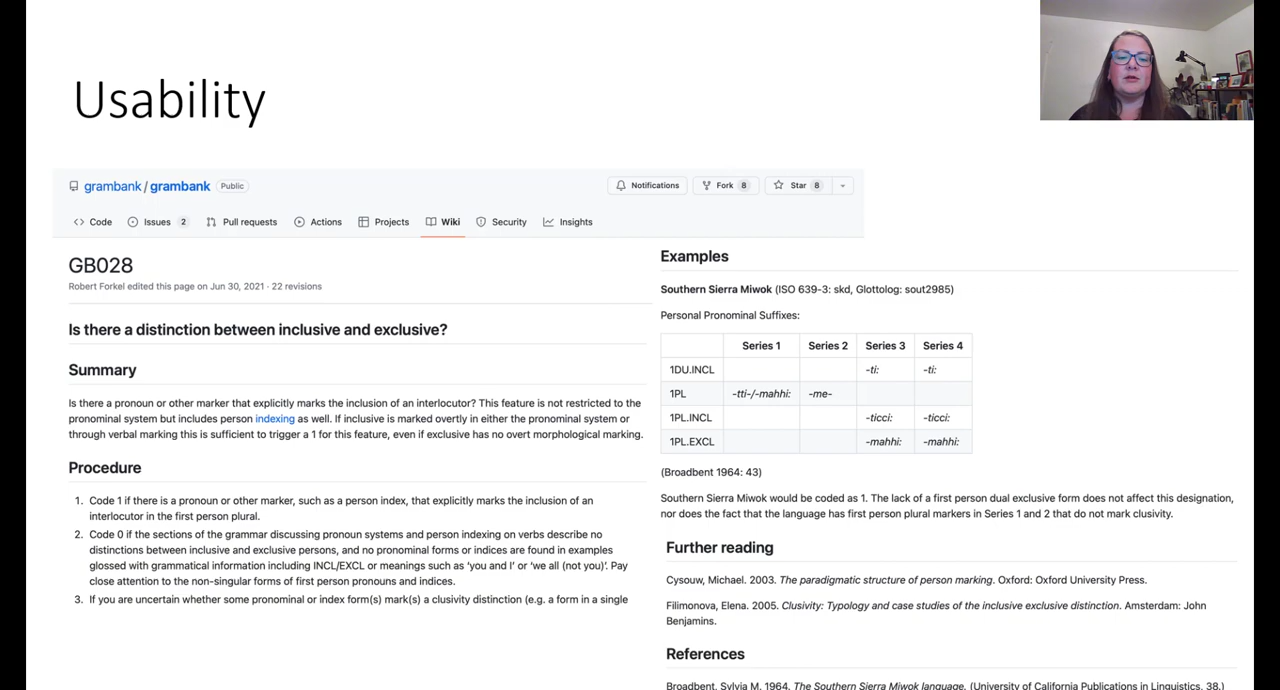 Usability
grambank / grambank Public
Notifications Fork 8 Star 8
Code Issues 2 Pull requests Actions Projects Wiki Security Insights
GB028
Robert Forkel edited this page on Jun 30, 2021 · 22 revisions
Is there a distinction between inclusive and exclusive?
Summary
Is there a pronoun or other marker that explicitly marks the inclusion of an interlocutor? This feature is not restricted to the
pronominal system but includes person indexing as well. If inclusive is marked overtly in either the pronominal system or
through verbal marking this is sufficient to trigger a 1 for this feature, even if exclusive has no overt morphological marking.
Procedure
1. Code 1 if there is a pronoun or other marker, such as a person index, that explicitly marks the inclusion of an
interlocutor in the first person plural.
2. Code 0 if the sections of the grammar discussing pronoun systems and person indexing on verbs describe no
distinctions between inclusive and exclusive persons, and no pronominal forms or indices are found in examples
glossed with grammatical information including INCL/EXCL or meanings such as ‘you and I’ or ‘we all (not you)’. Pay
close attention to the non-singular forms of first person pronouns and indices.
3. If you are uncertain whether some pronominal or index form(s) mark(s) a clusivity distinction (e.g. a form in a single
Examples
Southern Sierra Miwok (ISO 639-3: skd, Glottolog: sout2985)
Personal Pronominal Suffixes:
Series 1 Series 2 Series 3 Series 4
1DU.INCL -ti: -ti:
1PL -tti-/-mahhi: -me-
1PL.INCL -ticci: -ticci:
1PL.EXCL -mahhi: -mahhi:
(Broadbent 1964: 43)
Southern Sierra Miwok would be coded as 1. The lack of a first person dual exclusive form does not affect this designation,
nor does the fact that the language has first person plural markers in Series 1 and 2 that do not mark clusivity.
Further reading
Cysouw, Michael. 2003. The paradigmatic structure of person marking. Oxford: Oxford University Press.
Filimonova, Elena. 2005. Clusivity: Typology and case studies of the inclusive exclusive distinction. Amsterdam: John
Benjamins.
References
Broadbent, Sylvia M. 1964. The Southern Sierra Miwok language. (University of California Publications in Linguistics, 38.)